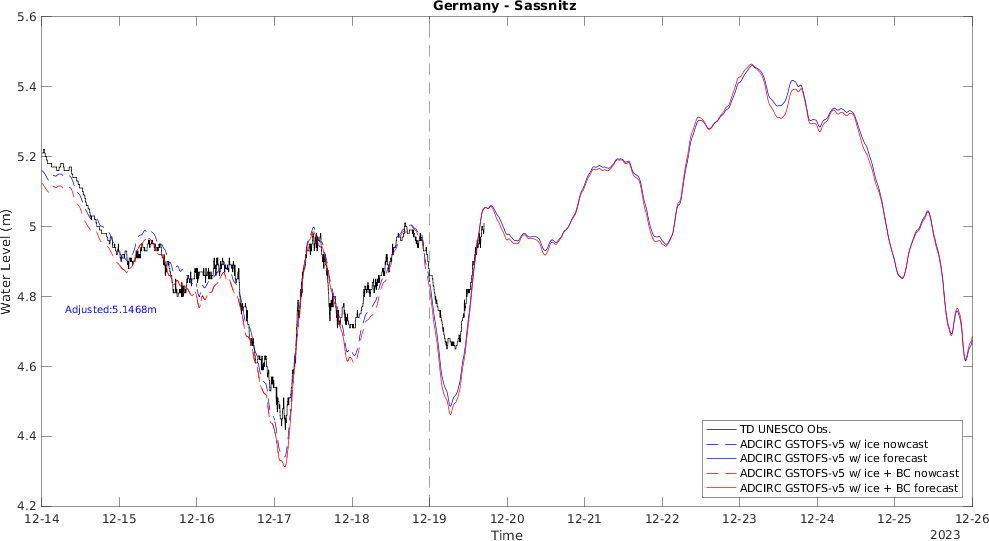 Germany - Sassnitz
5.6
5.4
5.2
5
4.8
4.6
4.4
4.2
Water Level (m)
Adjusted:5.1468m
TD UNESCO Obs.
ADCIRC GSTOFS-v5 w/ ice nowcast
ADCIRC GSTOFS-v5 w/ ice forecast
ADCIRC GSTOFS-v5 w/ ice + BC nowcast
ADCIRC GSTOFS-v5 w/ ice + BC forecast
12-14 12-15 12-16 12-17 12-18 12-19 12-20 12-21 12-22 12-23 12-24 12-25 12-26
Time
2023